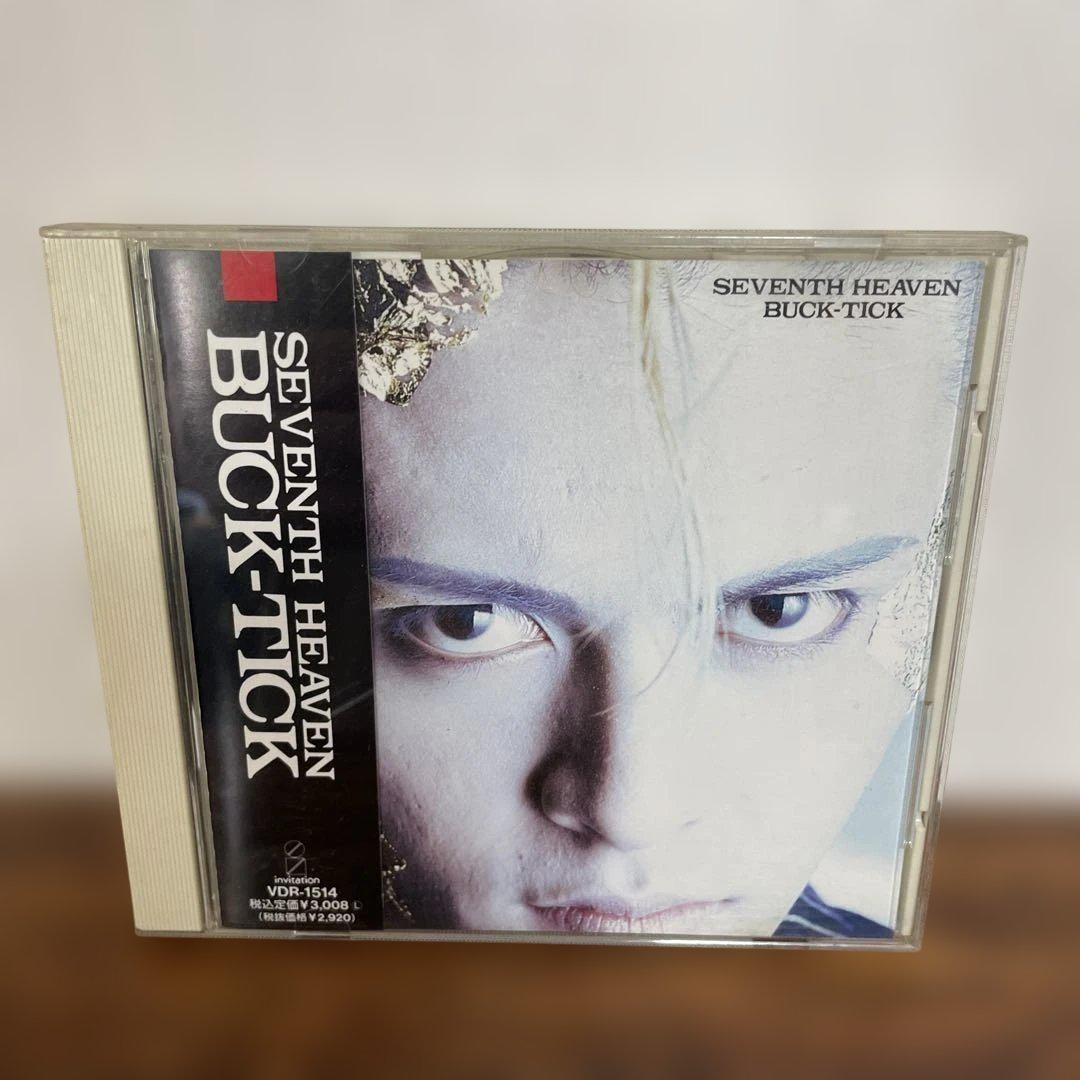 SEVENTH HEAVEN
BUCK-TICK
SEVENTH HEAVEN
BUCK-TICK
invitation
VDR-1514
税込定価¥3,008 L
(税抜価格¥2,920)